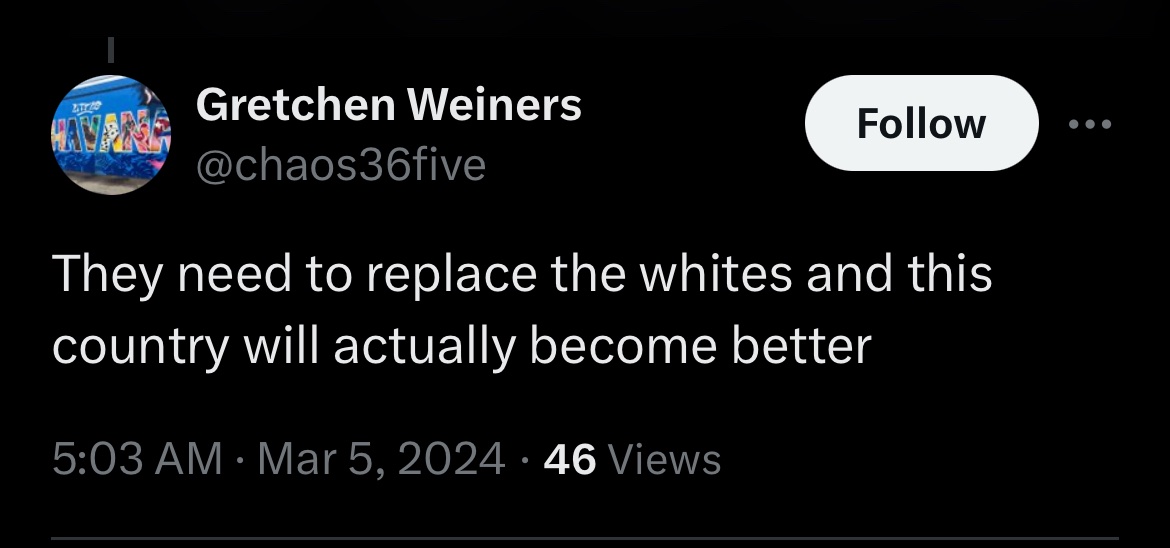 HAVANA
Gretchen Weiners
Follow
@chaos36five
They need to replace the whites and this
country will actually become better
5:03 AM · Mar 5, 2024 · 46 Views